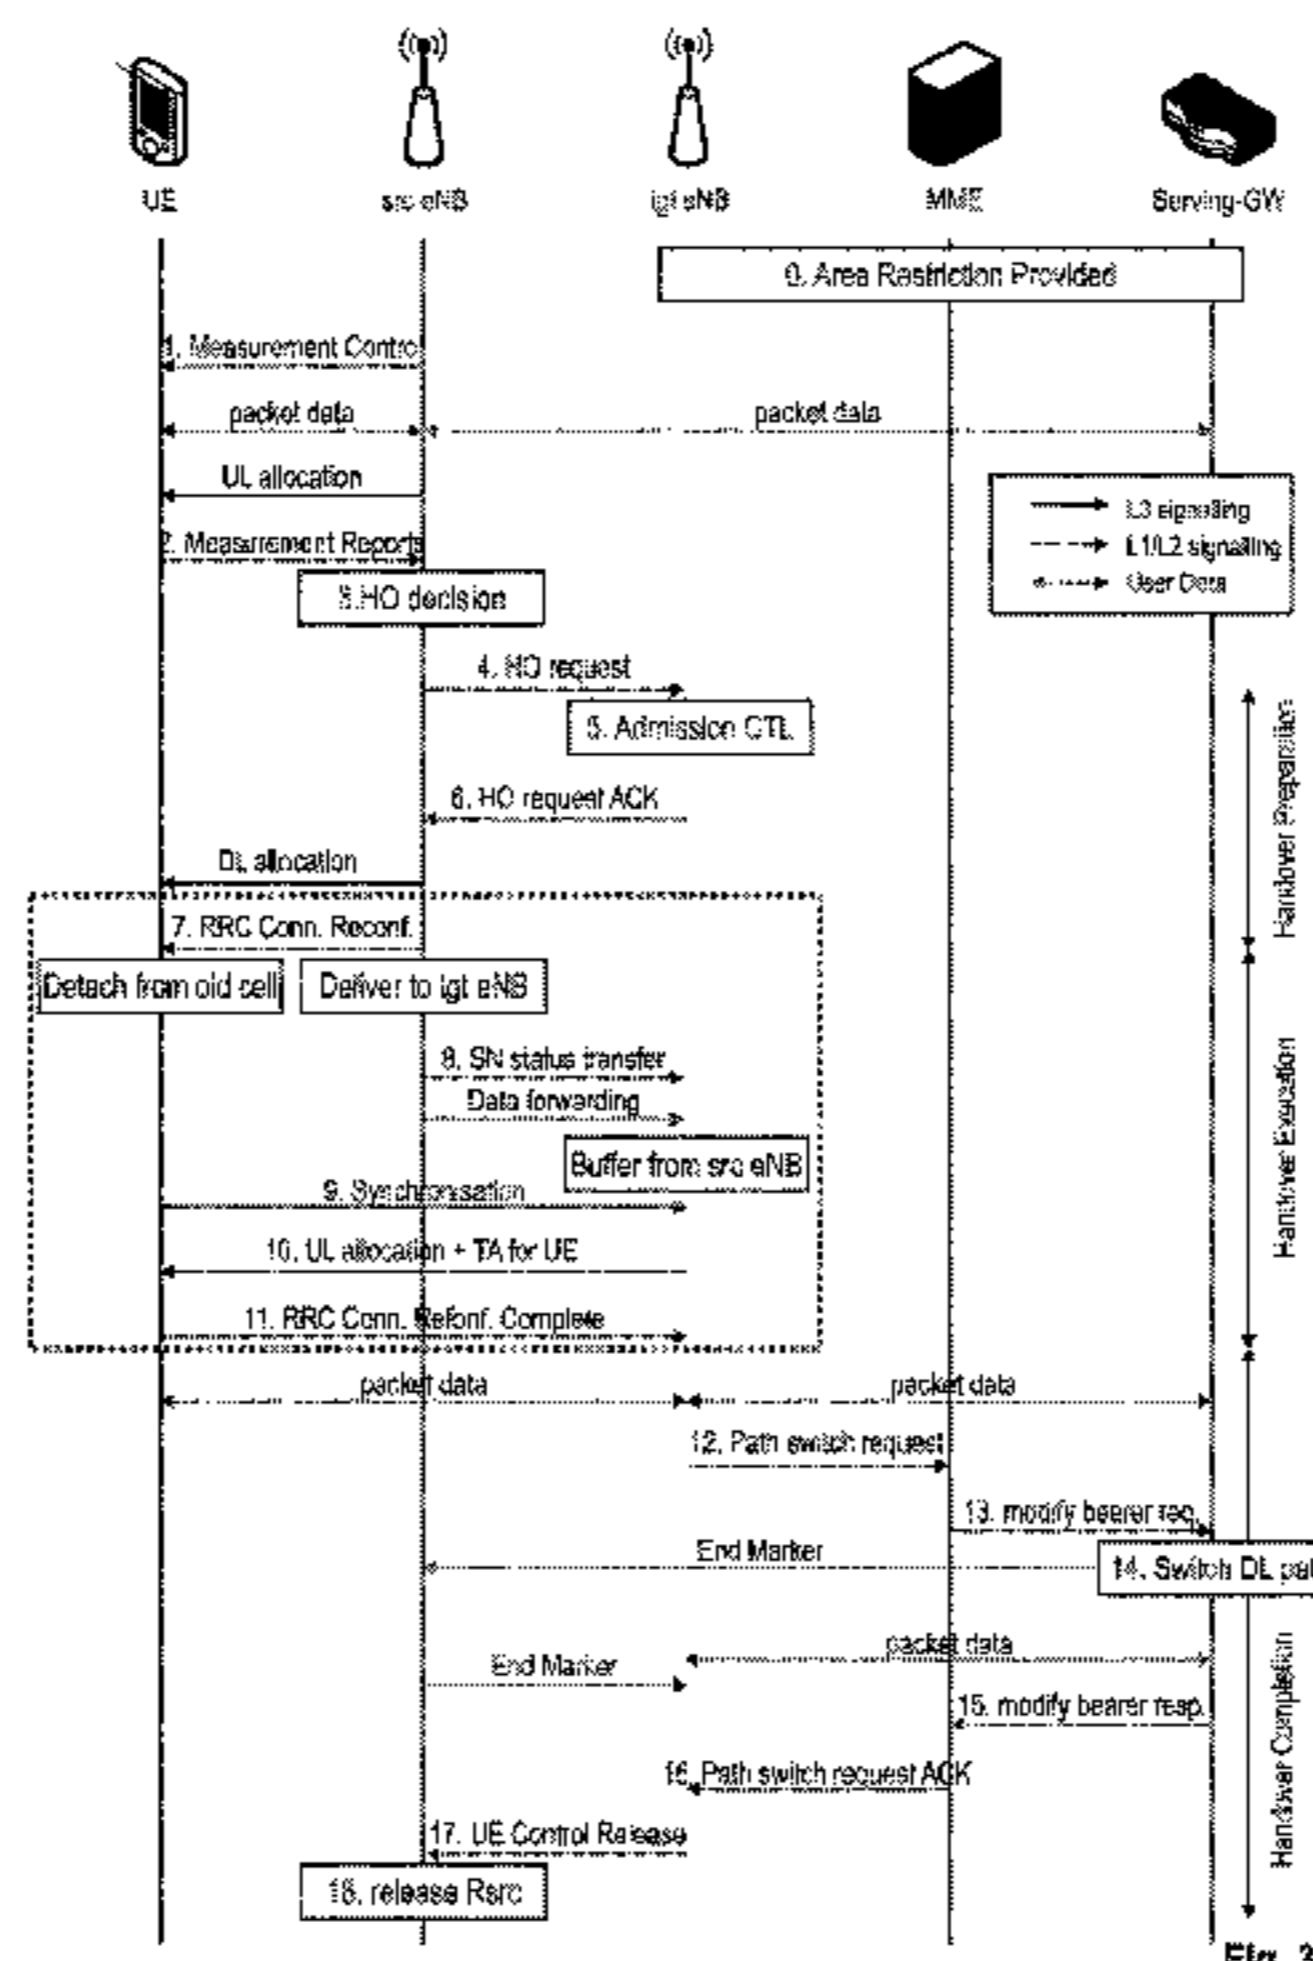 UE
src eNB
tgt eNB
MME
Serving-GW
0. Area Restriction Provided
1. Measurement Contro
packet data
packet data
UL allocation
L3 signalling
L1/L2 signalling
User Data
2. Measurement Reports
3.HO decision
4. HO request
5. Admission CTL
6. HO request ACK
Handover Preparation
DL allocation
7. RRC Conn. Reconf.
Detach from old cell
Deliver to tgt eNB
8. SN status transfer
Data forwarding
Buffer from src eNB
9. Synchronisation
10. UL allocation + TA for UE
11. RRC Conn. Refonf. Complete
Handover Execution
packet data
packet data
12. Path switch request
13. modify bearer req.
End Marker
14. Switch DL pat
packet data
End Marker
15. modify bearer resp.
16. Path switch request ACK
17. UE Control Release
18. release Rsrc
Handover Completion